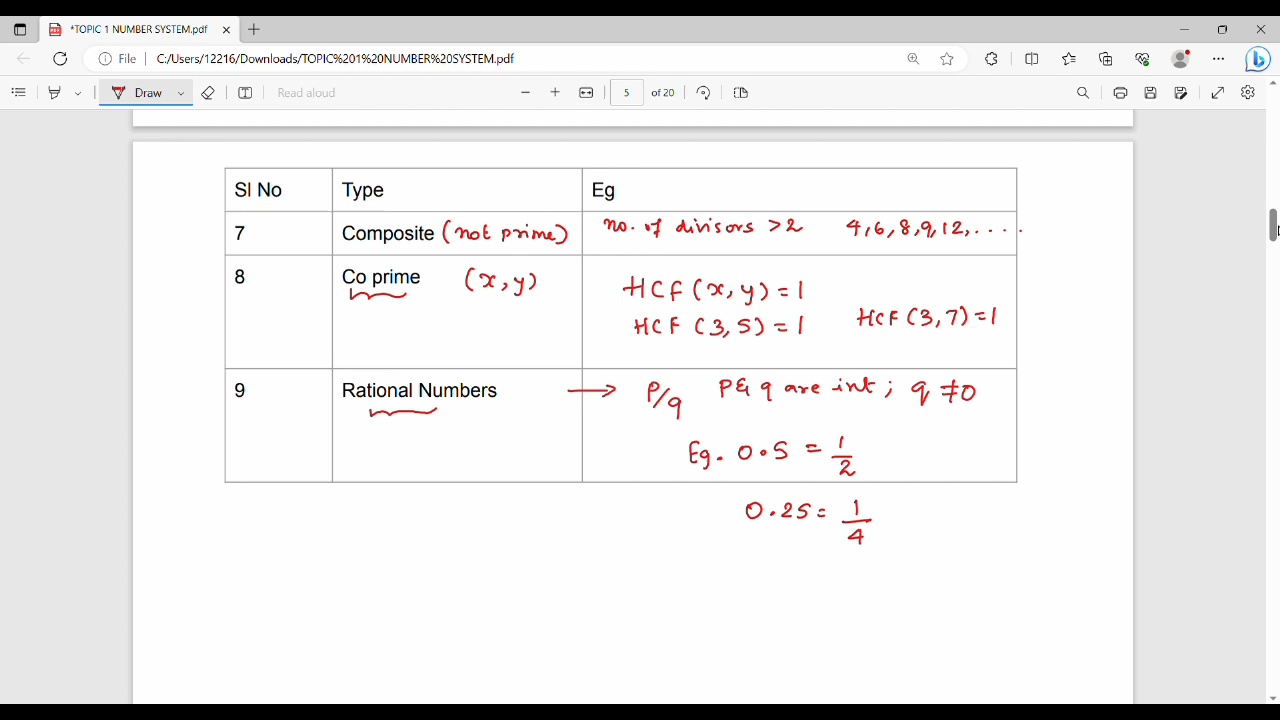 *TOPIC 1 NUMBER SYSTEM.pdf
File C:/Users/12216/Downloads/TOPIC%201%20NUMBER%20SYSTEM.pdf
Draw Read aloud 5 of 20
Sl No Type Eg
7 Composite (not prime) no. of divisors >2 4,6,8,9,12,.....
8 Co prime (x,y) HCF (x,y) = 1
HCF (3,5) = 1 HCF (3,7) = 1
9 Rational Numbers → P/q P & q are int; q ≠ 0
Eg. 0.5 = 1/2
0.25 = 1/4